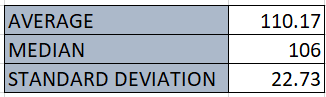 AVERAGE 110.17
MEDIAN 106
STANDARD DEVIATION 22.73